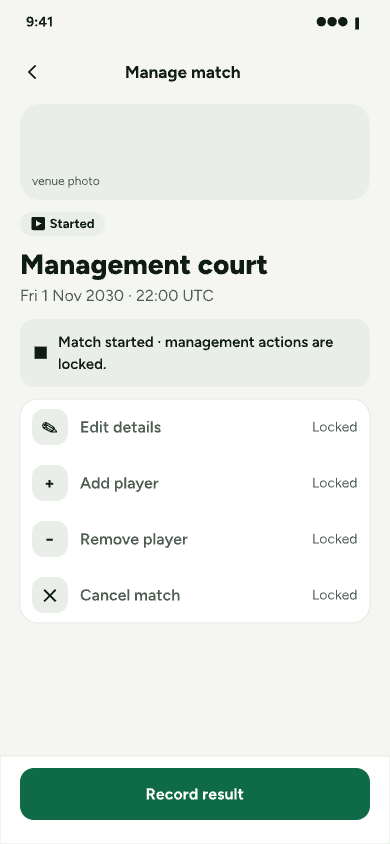 9:41
Manage match
venue photo
Started
Management court
Fri 1 Nov 2030 · 22:00 UTC
Match started · management actions are
locked.
Edit details Locked
+ Add player Locked
- Remove player Locked
Cancel match Locked
Record result